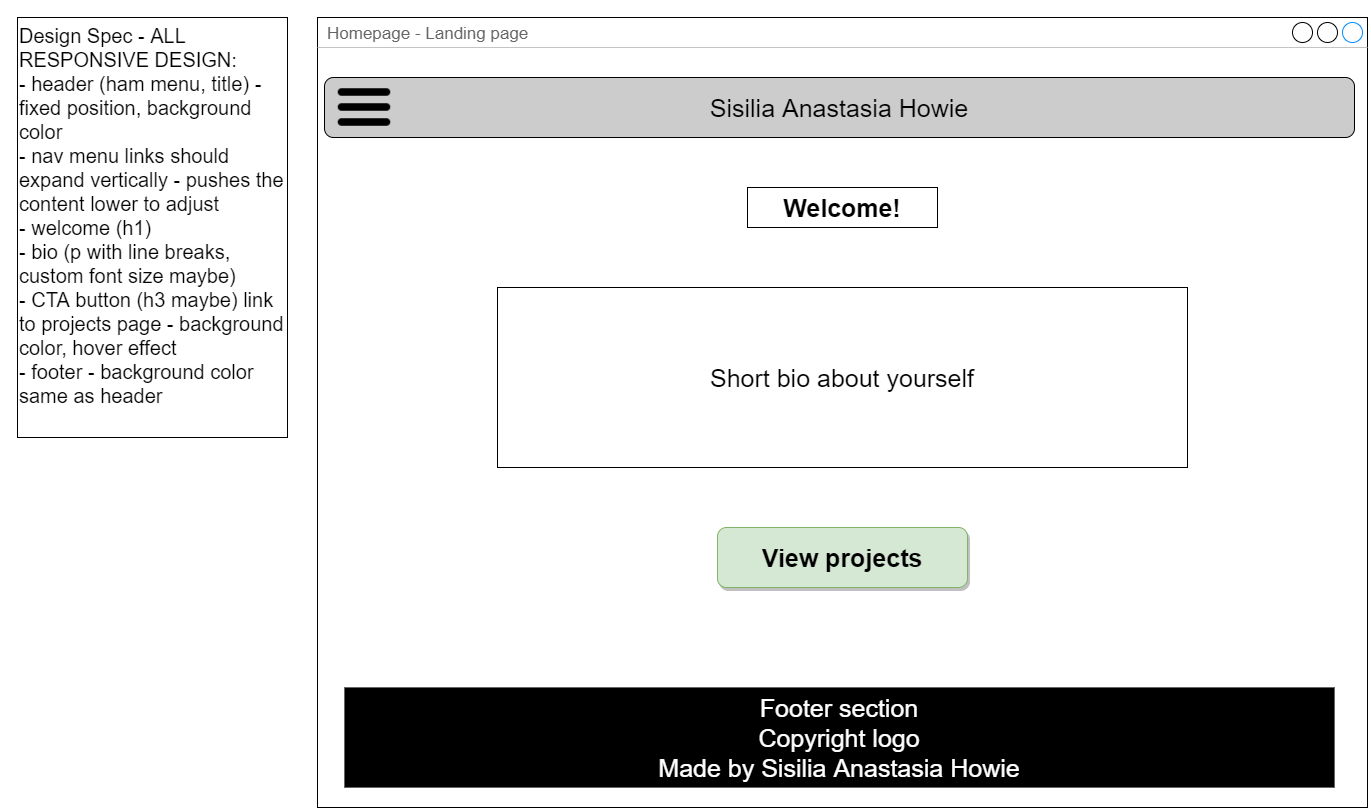 Design Spec - ALL
RESPONSIVE DESIGN:
- header (ham menu, title) -
fixed position, background
color
- nav menu links should
expand vertically - pushes the
content lower to adjust
- welcome (h1)
- bio (p with line breaks,
custom font size maybe)
- CTA button (h3 maybe) link
to projects page - background
color, hover effect
- footer - background color
same as header
Homepage - Landing page
Sisilia Anastasia Howie
Welcome!
Short bio about yourself
View projects
Footer section
Copyright logo
Made by Sisilia Anastasia Howie